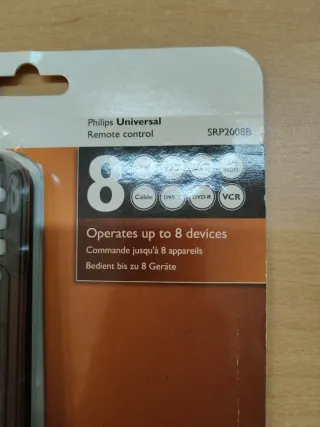 Philips Universal
Remote control SRP2008B
8
Cable DVR DVD-R VCR
Operates up to 8 devices
Commande jusqu'à 8 appareils
Bedient bis zu 8 Geräte